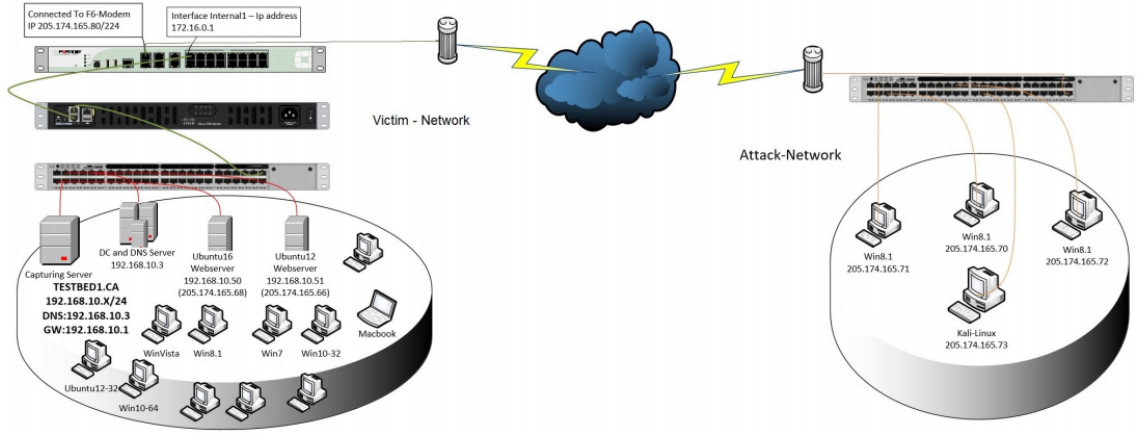 Connected To F6-Modem
IP 205.174.165.80/224
Interface Internal1 – Ip address
172.16.0.1
Victim - Network
Attack-Network
Capturing Server
TESTBED1.CA
192.168.10.X/24
DNS:192.168.10.3
GW:192.168.10.1
DC and DNS Server
192.168.10.3
Ubuntu16
Webserver
192.168.10.50
(205.174.165.68)
Ubuntu12
Webserver
192.168.10.51
(205.174.165.66)
Macbook
WinVista
Win8.1
Win7
Win10-32
Ubuntu12-32
Win10-64
Win8.1
205.174.165.71
Win8.1
205.174.165.70
Win8.1
205.174.165.72
Kali-Linux
205.174.165.73